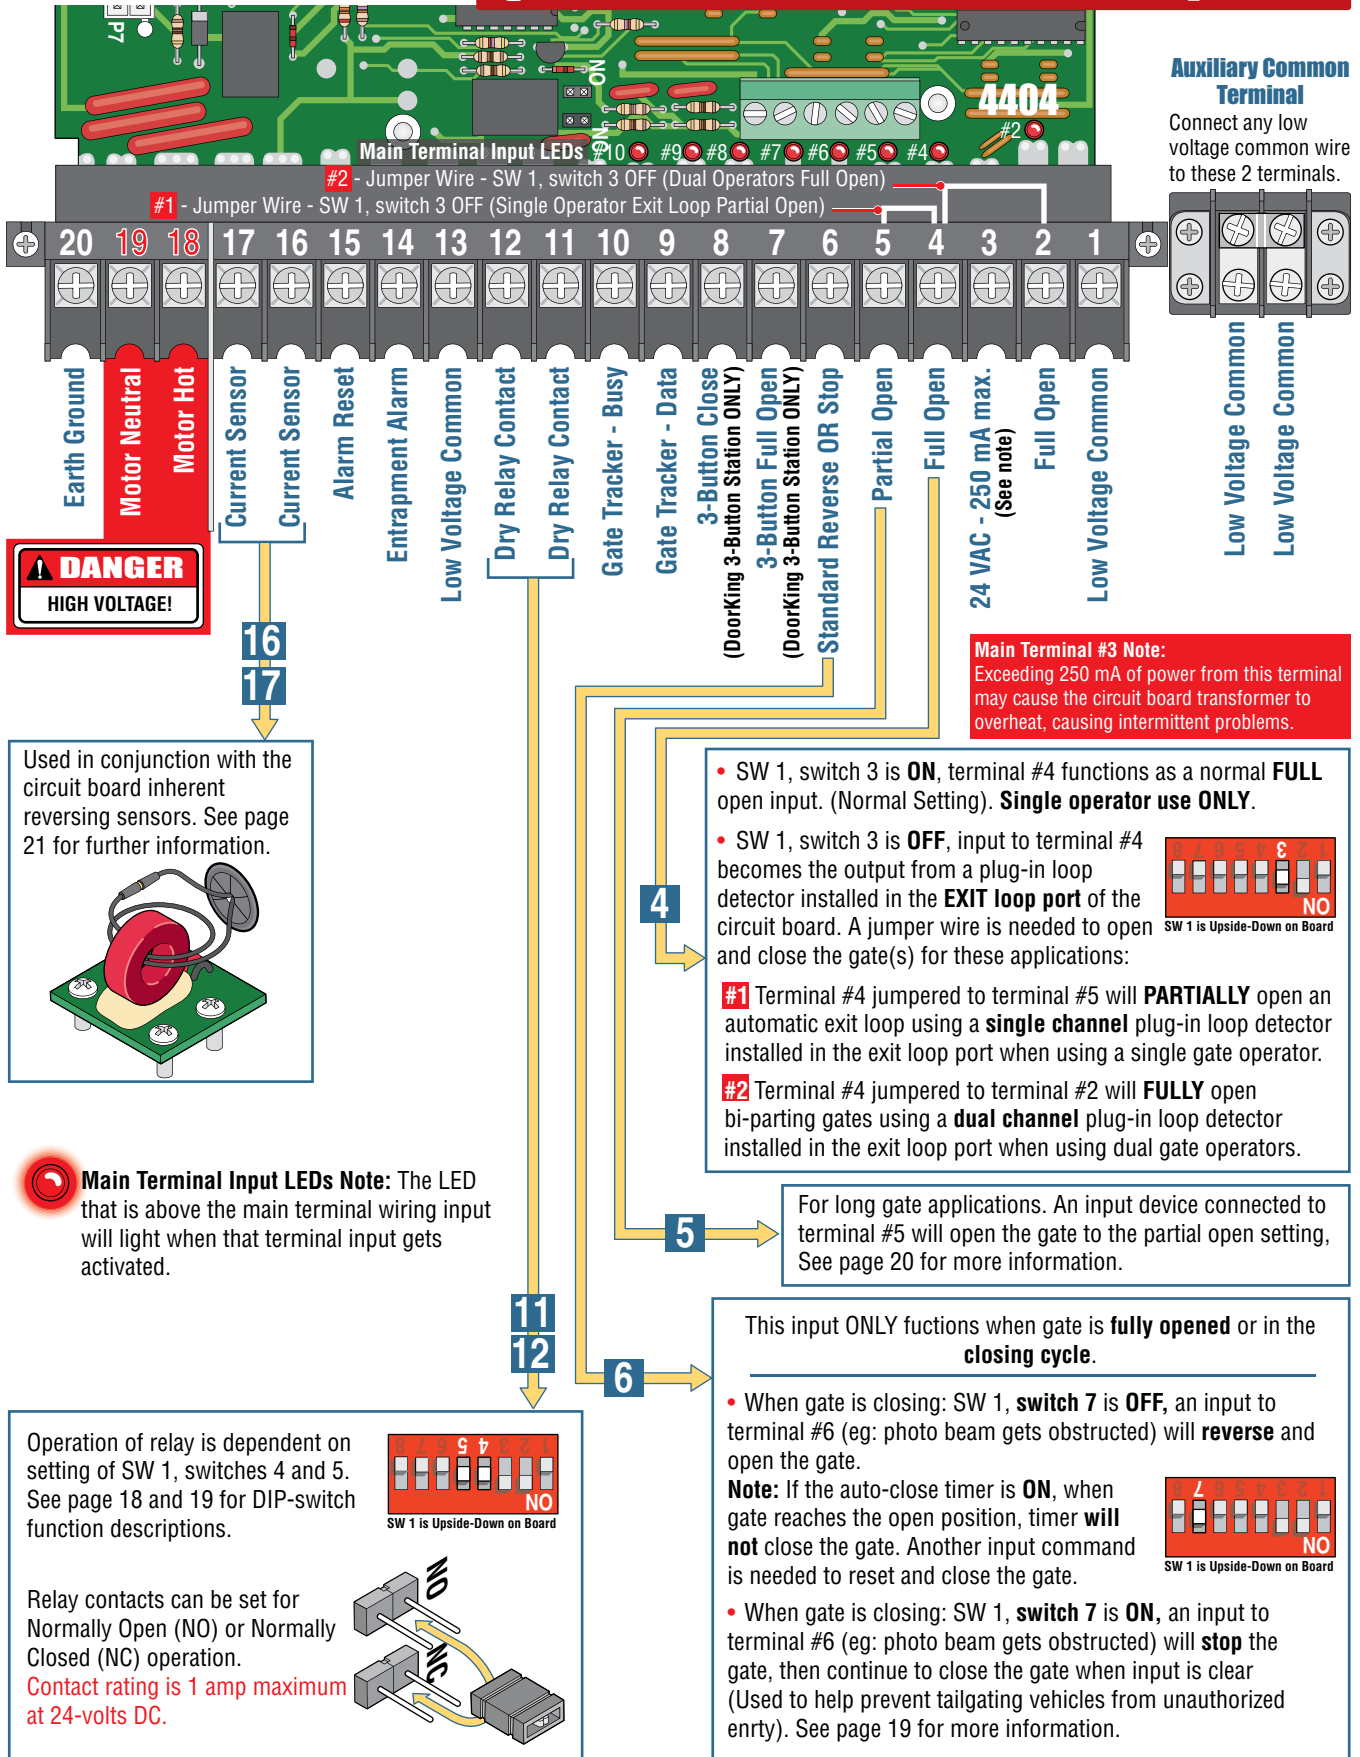 P7
NO
NC
4404
Auxiliary Common
Terminal
Connect any low
voltage common wire
to these 2 terminals.
Main Terminal Input LEDs #10 #9 #8 #7 #6 #5 #4 #2
#2 - Jumper Wire - SW 1, switch 3 OFF (Dual Operators Full Open)
#1 - Jumper Wire - SW 1, switch 3 OFF (Single Operator Exit Loop Partial Open)
20 19 18 17 16 15 14 13 12 11 10 9 8 7 6 5 4 3 2 1
Earth Ground
Motor Neutral
Motor Hot
Current Sensor
Current Sensor
Alarm Reset
Entrapment Alarm
Low Voltage Common
Dry Relay Contact
Dry Relay Contact
Gate Tracker - Busy
Gate Tracker - Data
3-Button Close
(DoorKing 3-Button Station ONLY)
3-Button Full Open
(DoorKing 3-Button Station ONLY)
Standard Reverse OR Stop
Partial Open
Full Open
24 VAC - 250 mA max.
(See note)
Full Open
Low Voltage Common
Low Voltage Common
Low Voltage Common
DANGER
HIGH VOLTAGE!
16
17
Main Terminal #3 Note:
Exceeding 250 mA of power from this terminal
may cause the circuit board transformer to
overheat, causing intermittent problems.
Used in conjunction with the
circuit board inherent
reversing sensors. See page
21 for further information.
4
• SW 1, switch 3 is ON, terminal #4 functions as a normal FULL
open input. (Normal Setting). Single operator use ONLY.
• SW 1, switch 3 is OFF, input to terminal #4
becomes the output from a plug-in loop
detector installed in the EXIT loop port of the
circuit board. A jumper wire is needed to open
and close the gate(s) for these applications:
8 7 6 5 4 3 2 1
NO
SW 1 is Upside-Down on Board
#1 Terminal #4 jumpered to terminal #5 will PARTIALLY open an
automatic exit loop using a single channel plug-in loop detector
installed in the exit loop port when using a single gate operator.
#2 Terminal #4 jumpered to terminal #2 will FULLY open
bi-parting gates using a dual channel plug-in loop detector
installed in the exit loop port when using dual gate operators.
Main Terminal Input LEDs Note: The LED
that is above the main terminal wiring input
will light when that terminal input gets
activated.
5
For long gate applications. An input device connected to
terminal #5 will open the gate to the partial open setting,
See page 20 for more information.
11
12
6
This input ONLY fuctions when gate is fully opened or in the
closing cycle.
• When gate is closing: SW 1, switch 7 is OFF, an input to
terminal #6 (eg: photo beam gets obstructed) will reverse and
open the gate.
Note: If the auto-close timer is ON, when
gate reaches the open position, timer will
not close the gate. Another input command
is needed to reset and close the gate.
8 7 6 5 4 3 2 1
NO
SW 1 is Upside-Down on Board
• When gate is closing: SW 1, switch 7 is ON, an input to
terminal #6 (eg: photo beam gets obstructed) will stop the
gate, then continue to close the gate when input is clear
(Used to help prevent tailgating vehicles from unauthorized
enrty). See page 19 for more information.
Operation of relay is dependent on
setting of SW 1, switches 4 and 5.
See page 18 and 19 for DIP-switch
function descriptions.
8 7 6 5 4 3 2 1
NO
SW 1 is Upside-Down on Board
Relay contacts can be set for
Normally Open (NO) or Normally
Closed (NC) operation.
Contact rating is 1 amp maximum
at 24-volts DC.
NO
NC